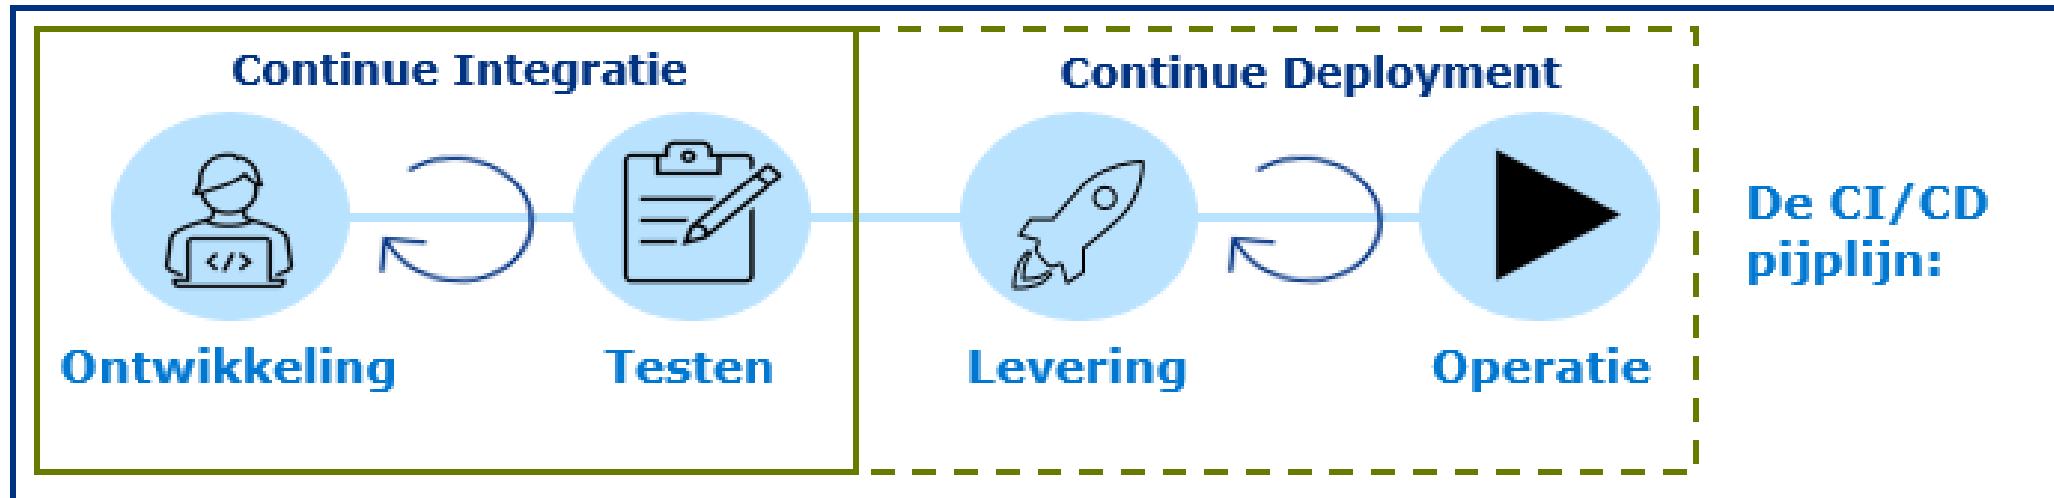 Continue Integratie
Continue Deployment
</>
Ontwikkeling
Testen
Levering
Operatie
De CI/CD
pijplijn: